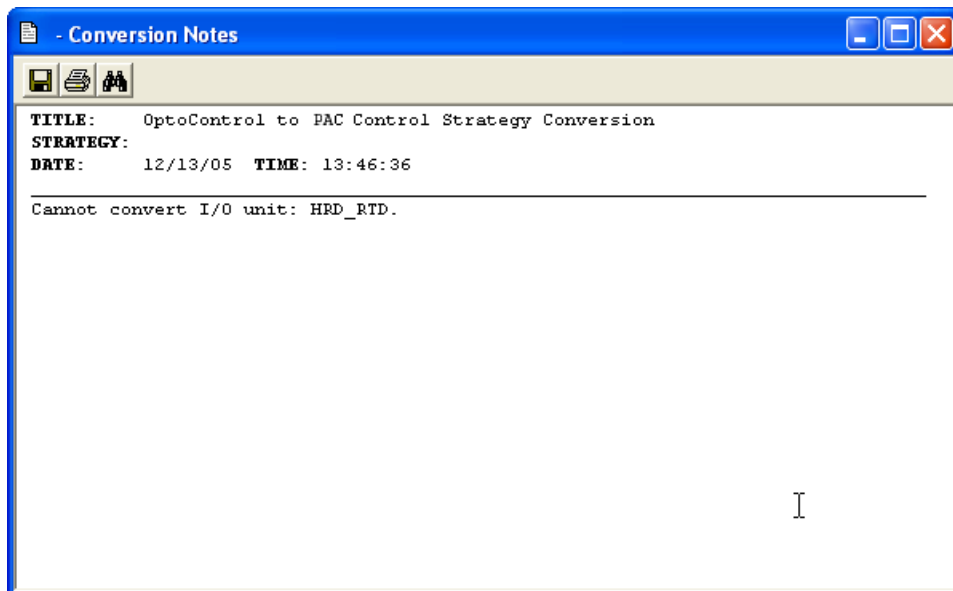 - Conversion Notes
TITLE: OptoControl to PAC Control Strategy Conversion
STRATEGY:
DATE: 12/13/05 TIME: 13:46:36
Cannot convert I/O unit: HRD_RTD.